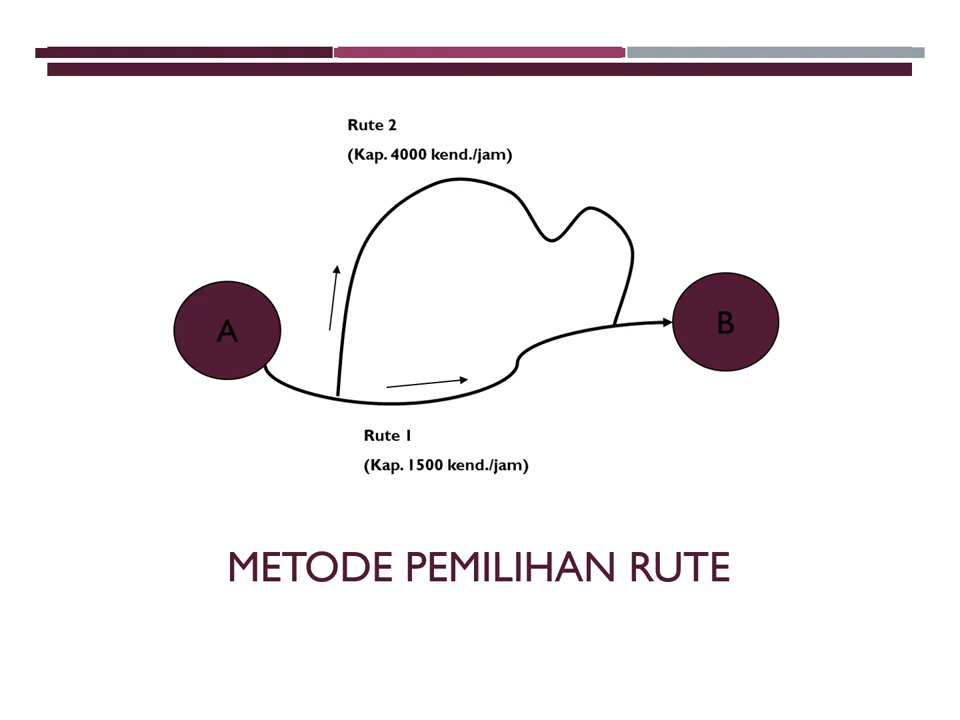 Rute 2
(Kap. 4000 kend./jam)
A
B
Rute 1
(Kap. 1500 kend./jam)
METODE PEMILIHAN RUTE